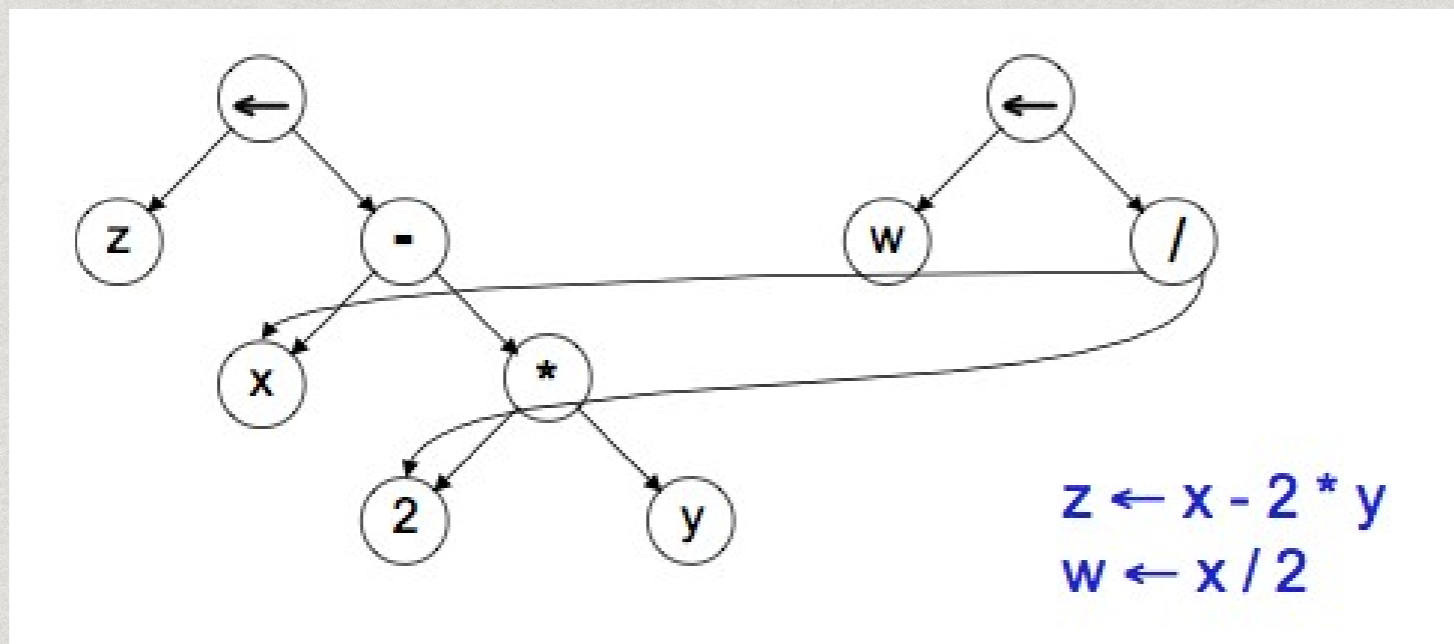 ← ←
z - w /
x *
2 y
z ← x - 2 * y
w ← x / 2